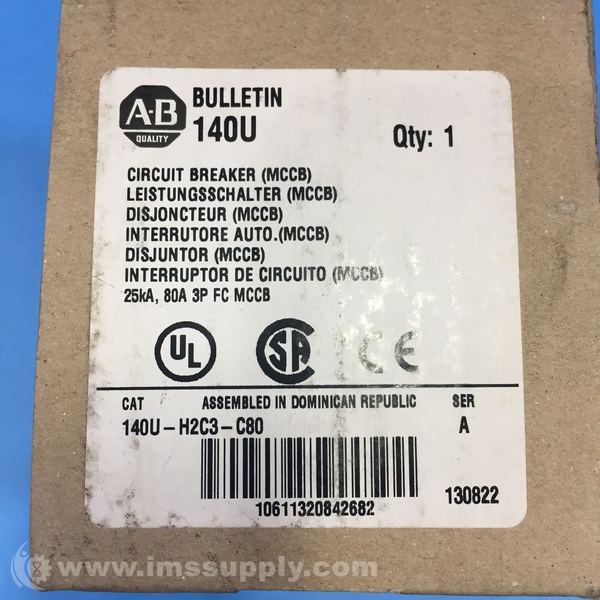 A-B
QUALITY
BULLETIN
140U
Qty: 1
CIRCUIT BREAKER (MCCB)
LEISTUNGSSCHALTER (MCCB)
DISJONCTEUR (MCCB)
INTERRUTORE AUTO.(MCCB)
DISJUNTOR (MCCB)
INTERRUPTOR DE CIRCUITO (MCCB)
25kA, 80A 3P FC MCCB
UL
SA
CE
CAT ASSEMBLED IN DOMINICAN REPUBLIC SER
140U-H2C3-C80 A
10611320842682
130822
www.imssupply.com